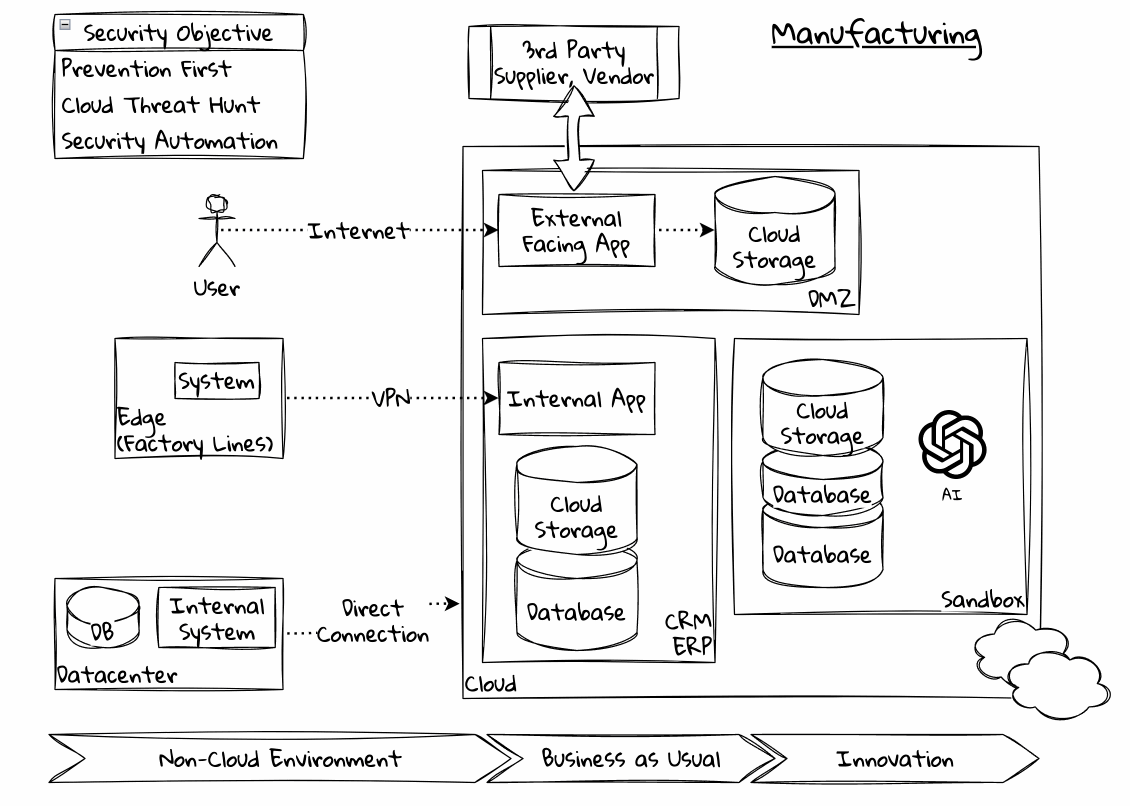 Manufacturing
Security Objective
Prevention First
Cloud Threat Hunt
Security Automation
3rd Party
Supplier, Vendor
User
Internet
External
Facing App
Cloud
Storage
DMZ
System
Edge
(Factory Lines)
VPN
Internal App
Cloud
Storage
Database
CRM
ERP
Cloud
Storage
Database
Database
AI
Sandbox
DB
Internal
System
Datacenter
Direct
Connection
Cloud
Non-Cloud Environment
Business as Usual
Innovation